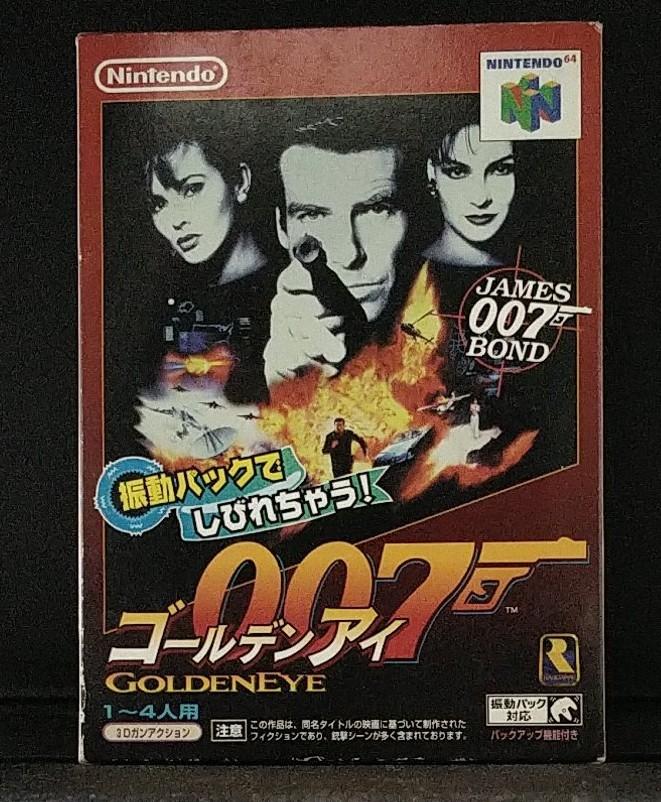 Nintendo®
NINTENDO 64
JAMES
007
BOND
振動パックで
しびれちゃう!
007
TM
ゴールデンアイ
GOLDENEYE
R
1〜4人用
3Dガンアクション
注意
この作品は、同名タイトルの映画に基づいて制作された
フィクションであり、銃撃シーンが多く含まれております。
振動パック
対応
バックアップ機能付き